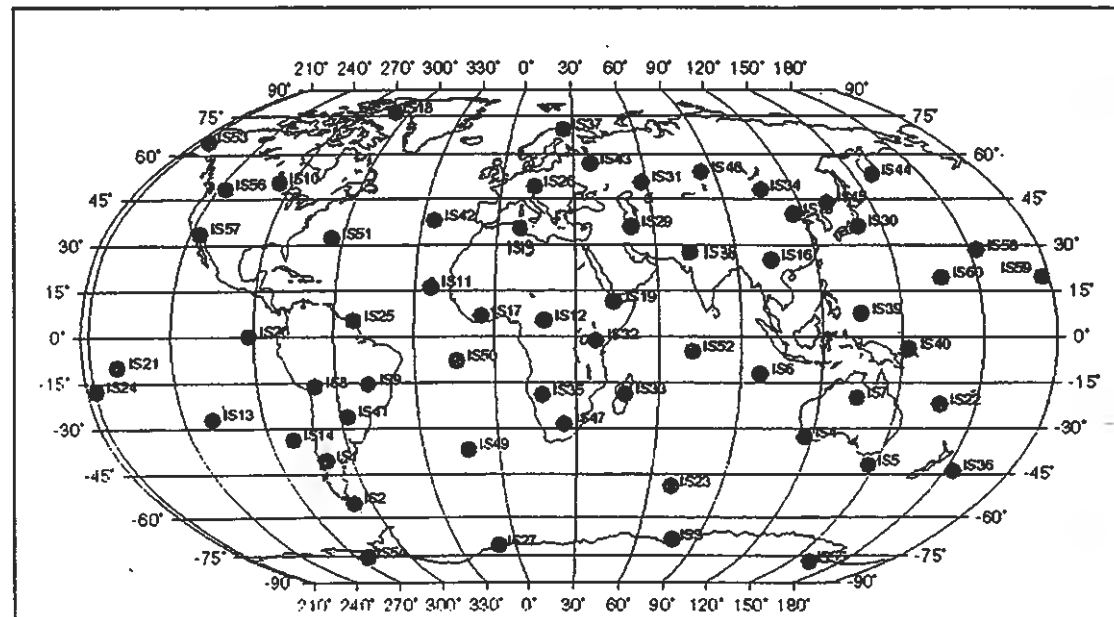 210° 240° 270° 300° 330° 0° 30° 60° 90° 120° 150° 180°
90° 90°
75° IS18 75°
IS37
IS53
60° IS43 60°
IS46 IS44
IS56 IS10 IS26 IS31 IS34
45° IS45 45°
IS42 IS30
IS57 IS51 IS29
30° IS38 IS58 30°
IS16 IS60 IS59
IS11 IS19
15° 15°
IS25 IS17 IS12 IS39
0° IS32 0°
IS21 IS50 IS52 IS40
IS6
-15° -15°
IS24 IS8 IS9 IS35 IS33 IS7
IS13 IS41 IS47 IS22
-30° -30°
IS14 IS4
IS49 IS5 IS36
-45° -45°
IS2 IS23
-60° -60°
IS27 IS3
-75° -75°
-90° -90°
210° 240° 270° 300° 330° 0° 30° 60° 90° 120° 150° 180°